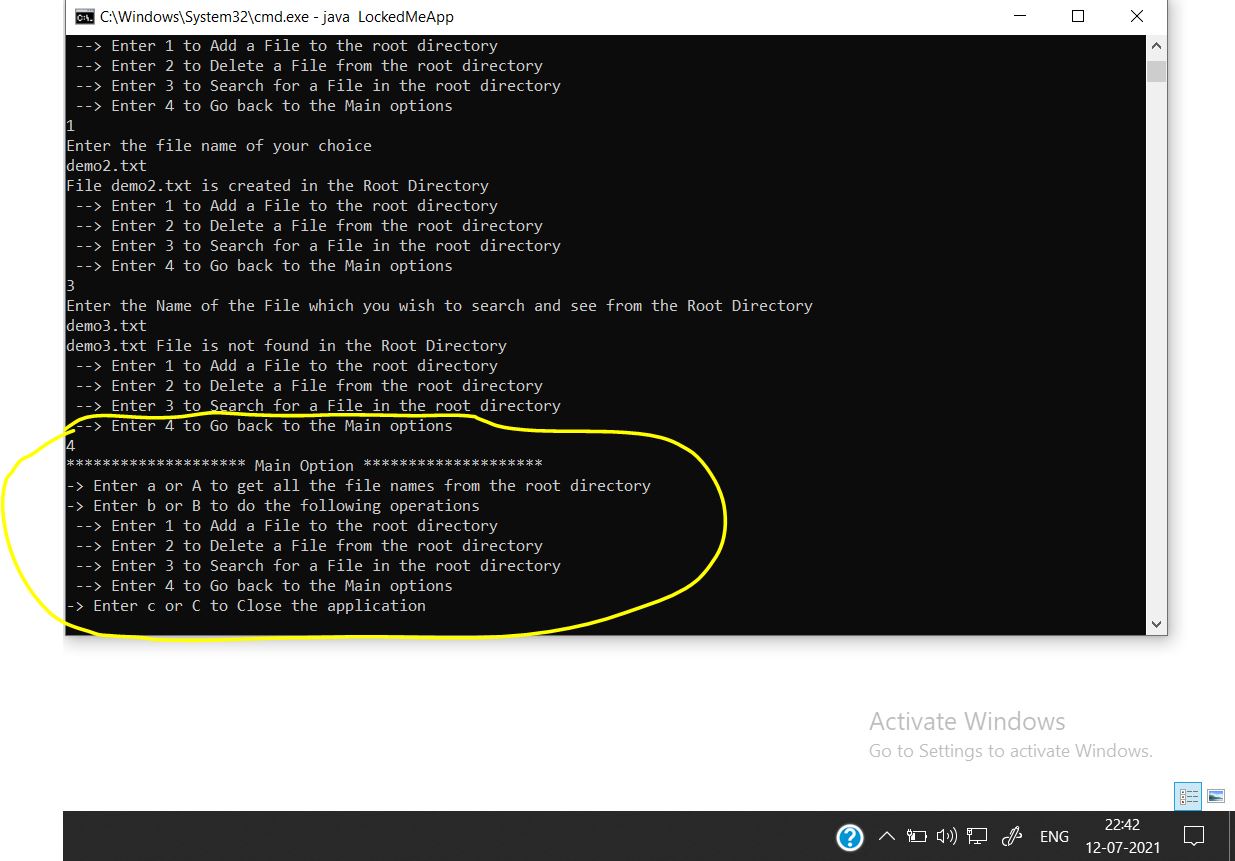 C:\Windows\System32\cmd.exe - java  LockedMeApp
 --> Enter 1 to Add a File to the root directory
 --> Enter 2 to Delete a File from the root directory
 --> Enter 3 to Search for a File in the root directory
 --> Enter 4 to Go back to the Main options
1
Enter the file name of your choice
demo2.txt
File demo2.txt is created in the Root Directory
 --> Enter 1 to Add a File to the root directory
 --> Enter 2 to Delete a File from the root directory
 --> Enter 3 to Search for a File in the root directory
 --> Enter 4 to Go back to the Main options
3
Enter the Name of the File which you wish to search and see from the Root Directory
demo3.txt
demo3.txt File is not found in the Root Directory
 --> Enter 1 to Add a File to the root directory
 --> Enter 2 to Delete a File from the root directory
 --> Enter 3 to Search for a File in the root directory
 --> Enter 4 to Go back to the Main options
4
******************** Main Option ********************
-> Enter a or A to get all the file names from the root directory
-> Enter b or B to do the following operations
 --> Enter 1 to Add a File to the root directory
 --> Enter 2 to Delete a File from the root directory
 --> Enter 3 to Search for a File in the root directory
 --> Enter 4 to Go back to the Main options
-> Enter c or C to Close the application
Activate Windows
Go to Settings to activate Windows.
ENG
22:42
12-07-2021